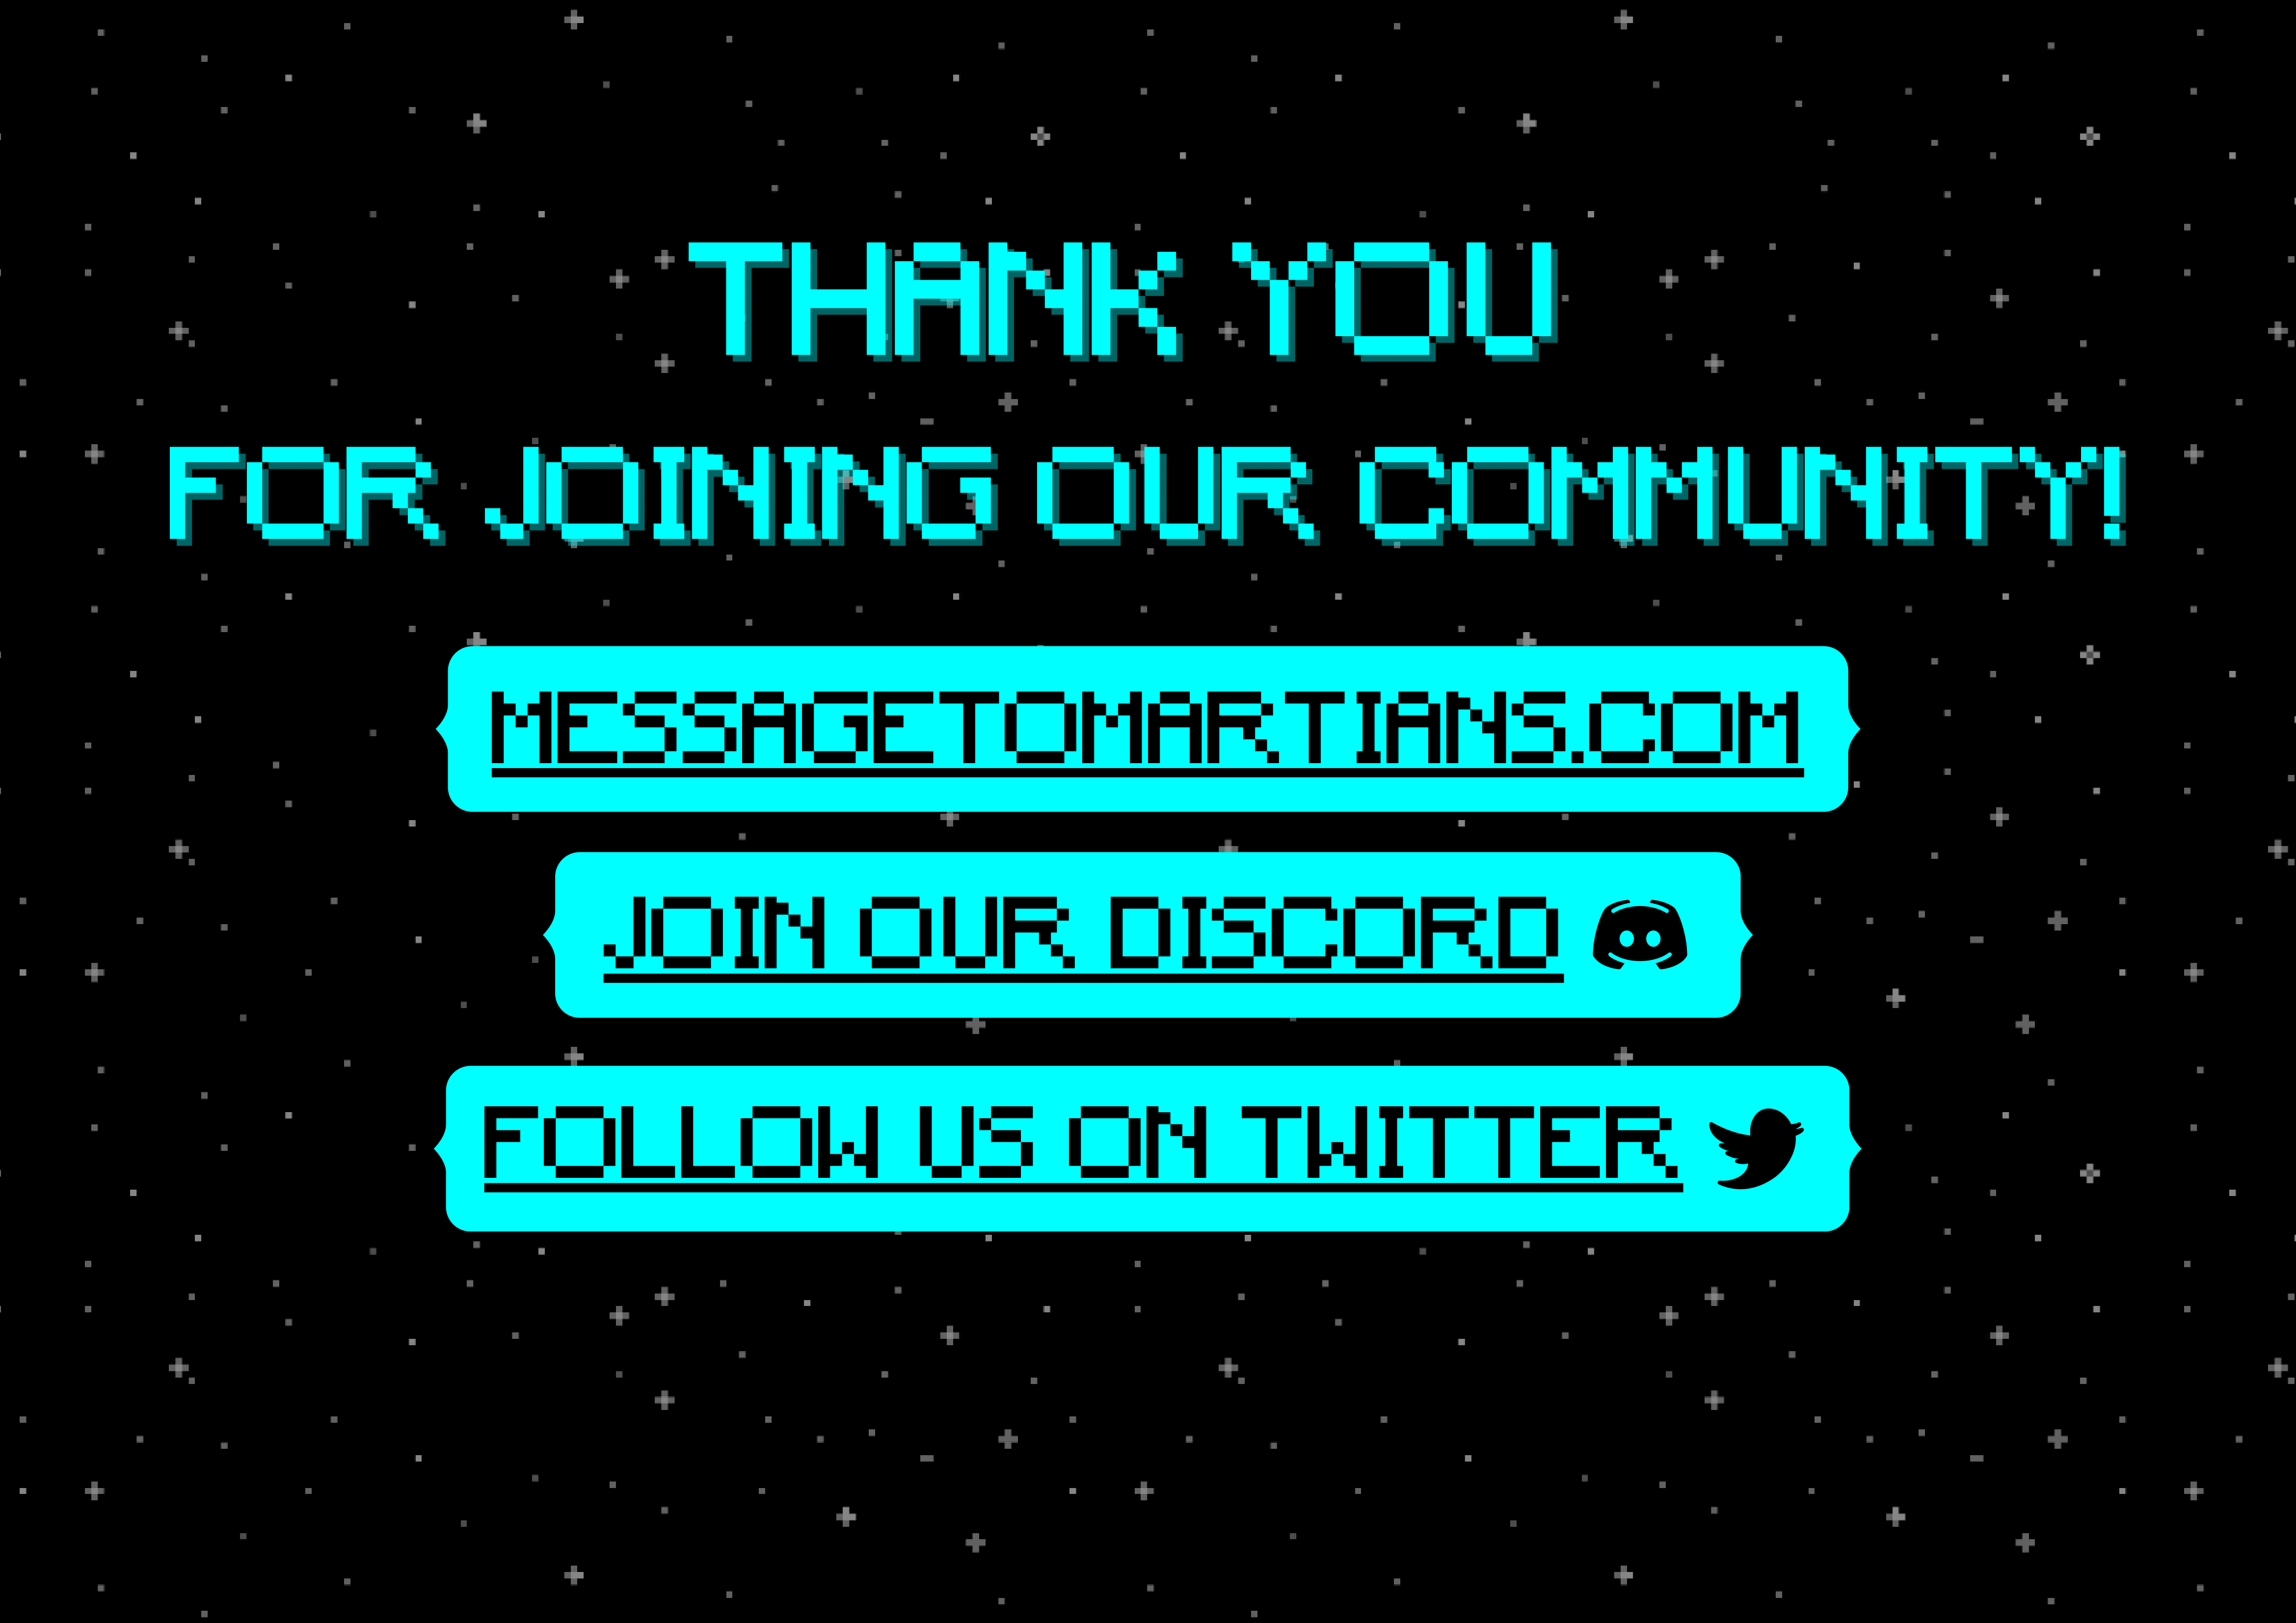 THANK YOU
FOR JOINING OUR COMMUNITY!
MESSAGETOMARTIANS.COM
JOIN OUR DISCORD
FOLLOW US ON TWITTER